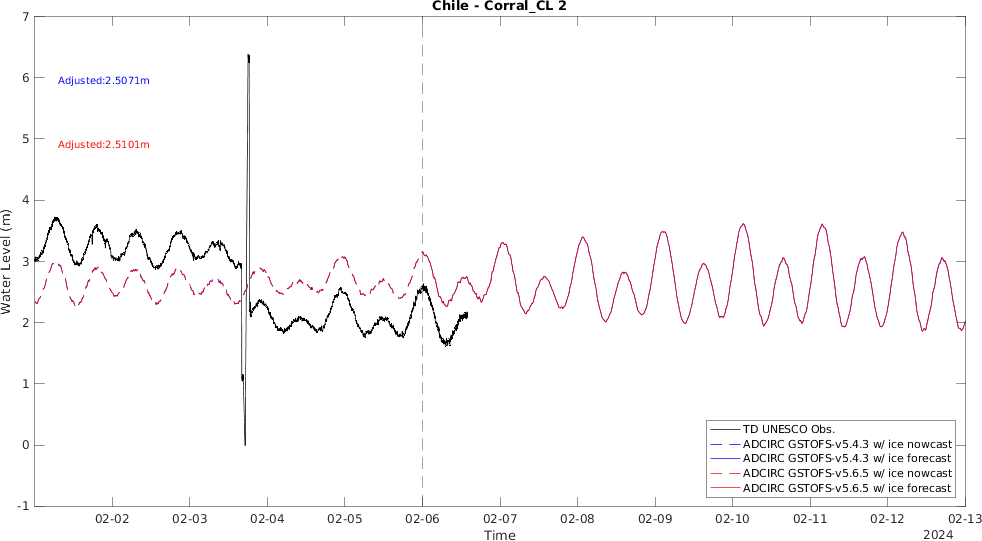 Chile - Corral_CL 2
7
6
5
4
3
2
1
0
-1
Water Level (m)
Adjusted:2.5071m
Adjusted:2.5101m
TD UNESCO Obs.
ADCIRC GSTOFS-v5.4.3 w/ ice nowcast
ADCIRC GSTOFS-v5.4.3 w/ ice forecast
ADCIRC GSTOFS-v5.6.5 w/ ice nowcast
ADCIRC GSTOFS-v5.6.5 w/ ice forecast
02-02 02-03 02-04 02-05 02-06 02-07 02-08 02-09 02-10 02-11 02-12 02-13
Time
2024